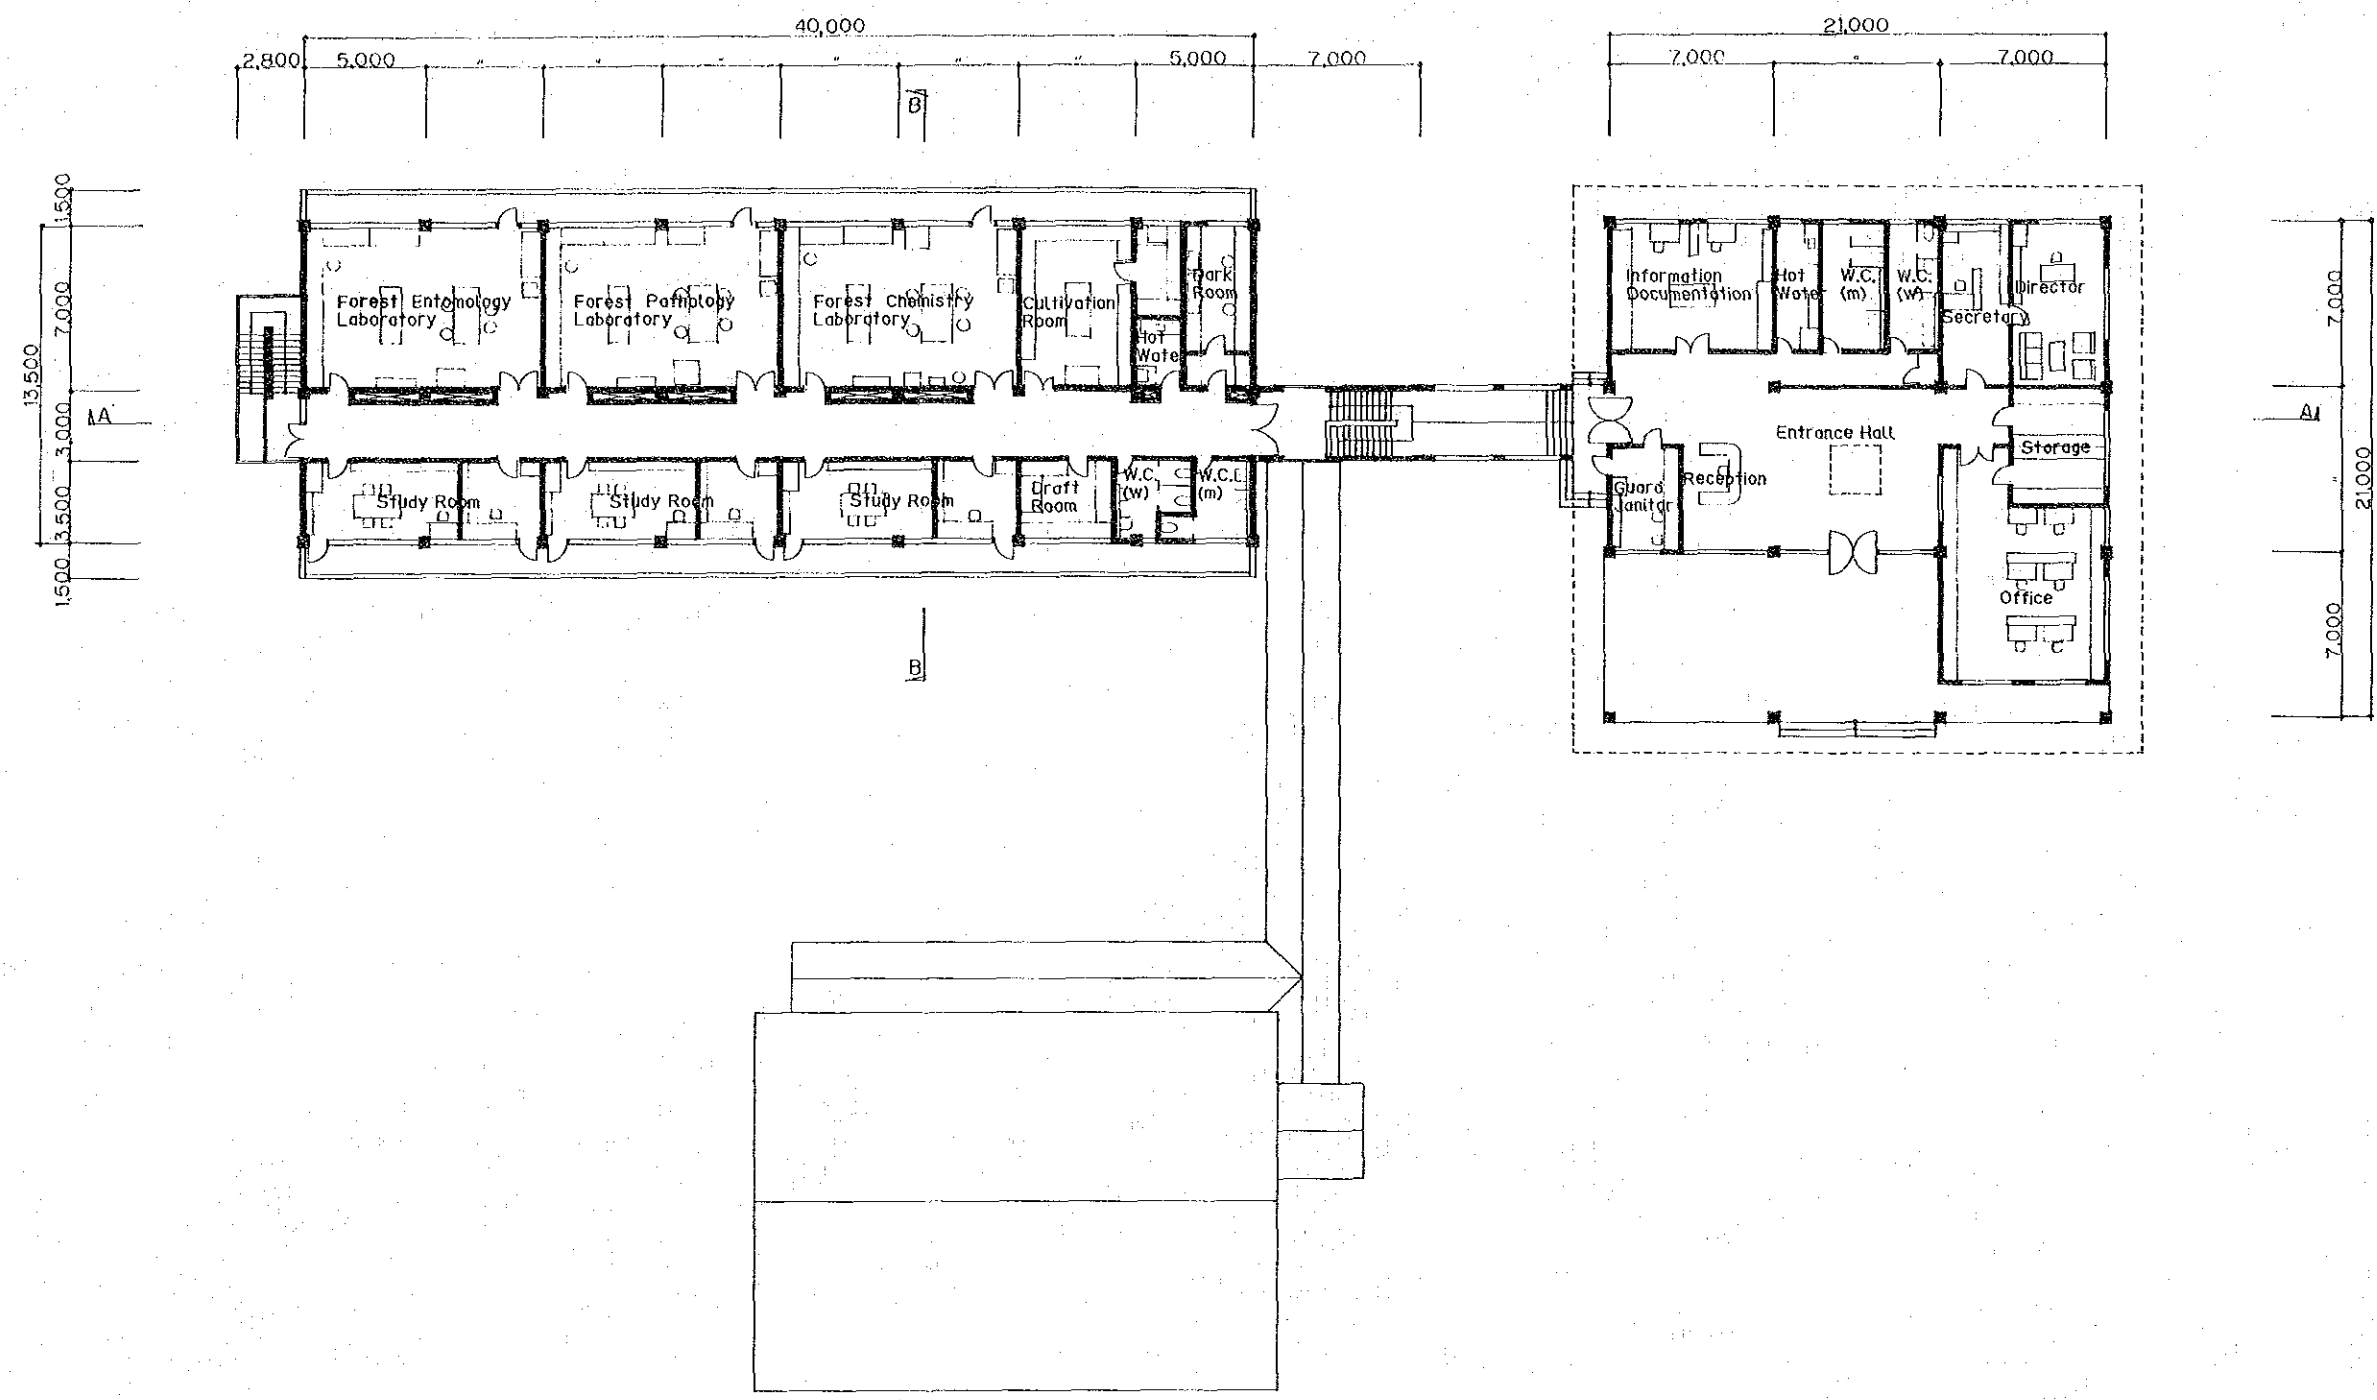 40,000
21,000
2,800
5,000
"
"
"
"
"
"
5,000
7,000
7,000
"
7,000
B
1,500
7,000
13,500
3,000
3,500
1,500
A
Forest Entomology
Laboratory
Forest Pathology
Laboratory
Forest Chemistry
Laboratory
Cultivation
Room
Dark
Room
Hot
Wate
Information
Documentation
Hot
Water
W.C.
(m)
W.C.
(w)
Secretary
Director
7,000
A
21,000
7,000
Entrance Hall
Storage
Study Room
Study Room
Study Room
Draft
Room
W.C.
(w)
W.C.
(m)
Guard
Janitor
Reception
Office
B